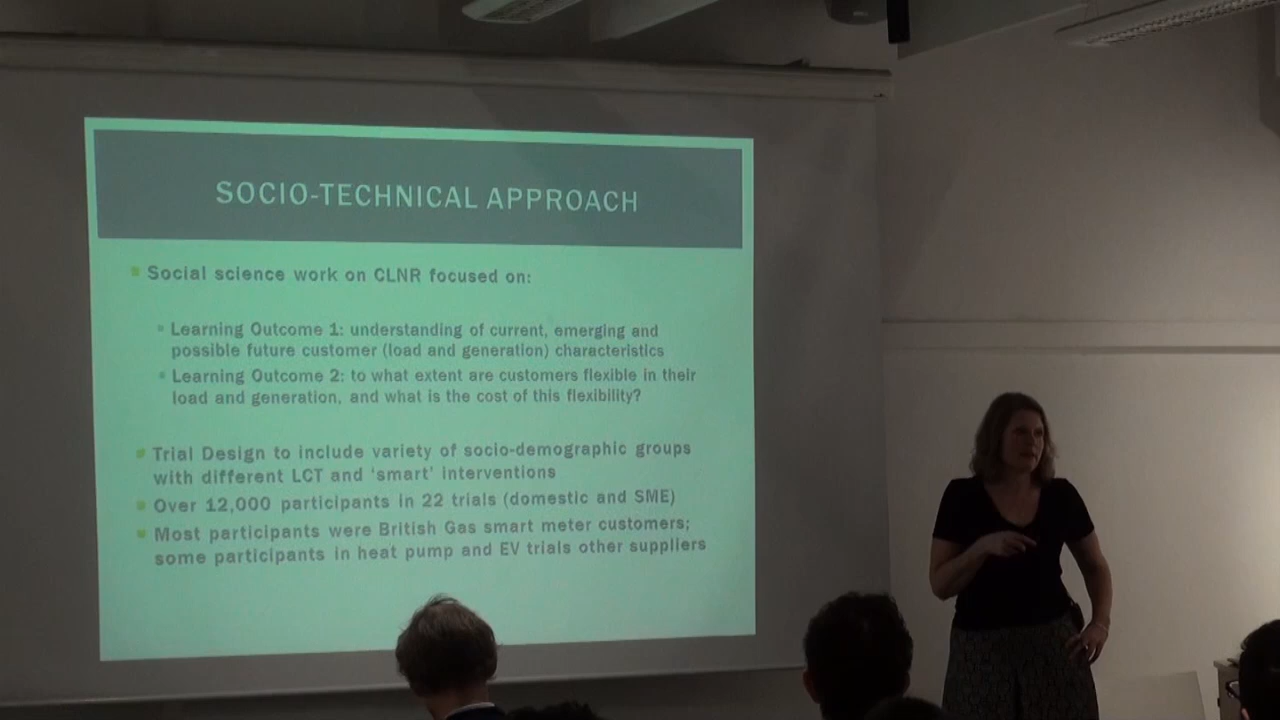 SOCIO-TECHNICAL APPROACH
Social science work on CLNR focused on:
Learning Outcome 1: understanding of current, emerging and
possible future customer (load and generation) characteristics
Learning Outcome 2: to what extent are customers flexible in their
load and generation, and what is the cost of this flexibility?
Trial Design to include variety of socio-demographic groups
with different LCT and ‘smart’ interventions
Over 12,000 participants in 22 trials (domestic and SME)
Most participants were British Gas smart meter customers;
some participants in heat pump and EV trials other suppliers